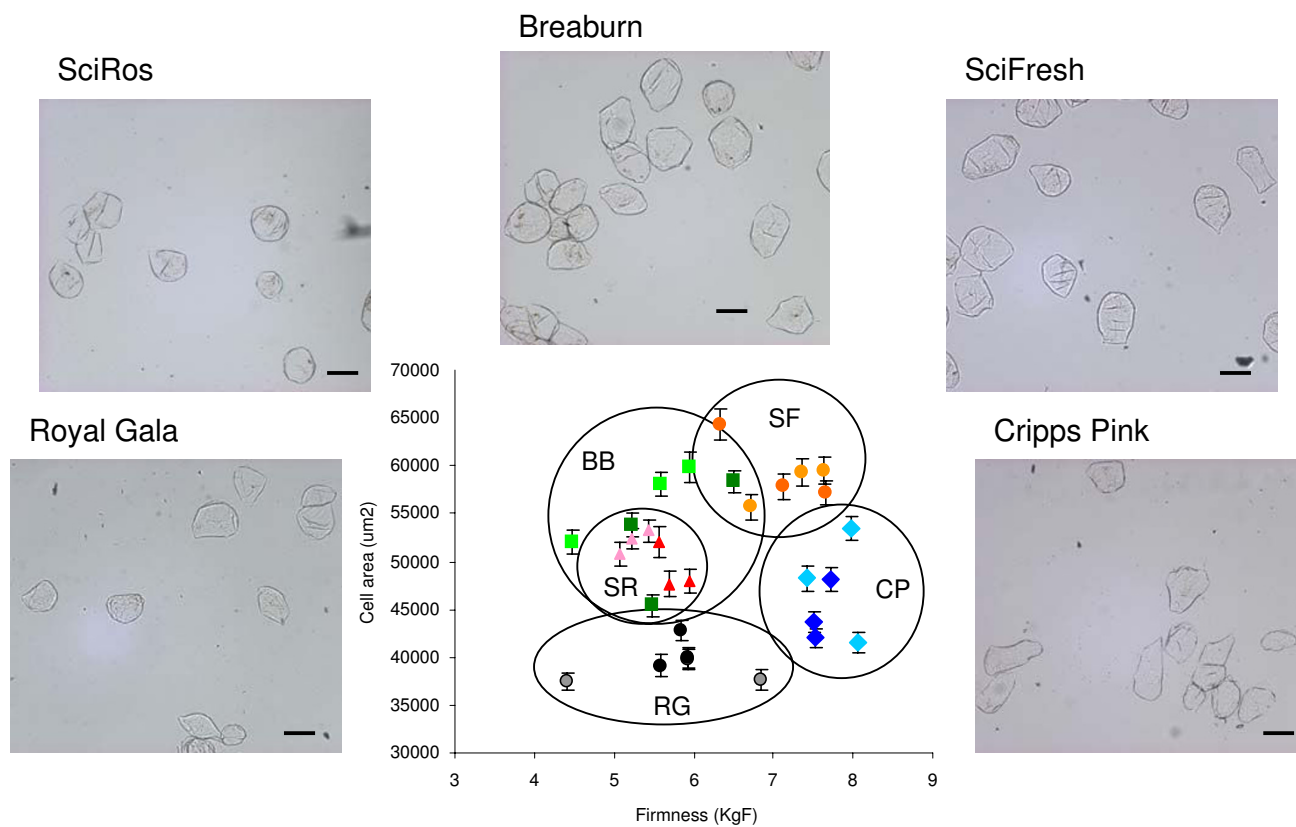 Breaburn
SciRos
SciFresh
Royal Gala
Cripps Pink
70000
65000
60000
55000
50000
45000
40000
35000
30000
Cell area (um2)
BB
SF
SR
CP
RG
3 4 5 6 7 8 9
Firmness (KgF)